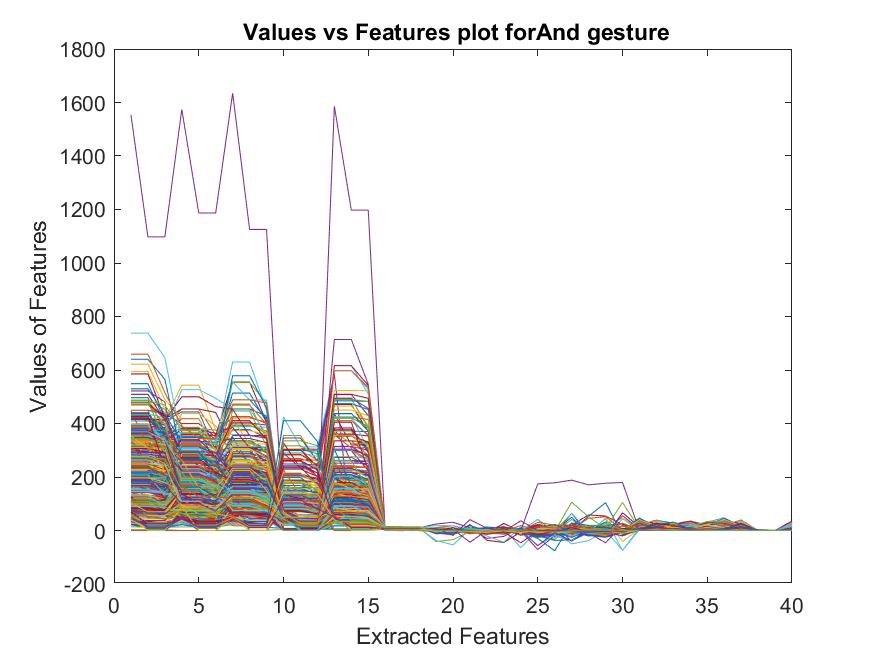 Values vs Features plot forAnd gesture
1800
1600
1400
1200
1000
800
600
400
200
0
-200
Values of Features
0 5 10 15 20 25 30 35 40
Extracted Features